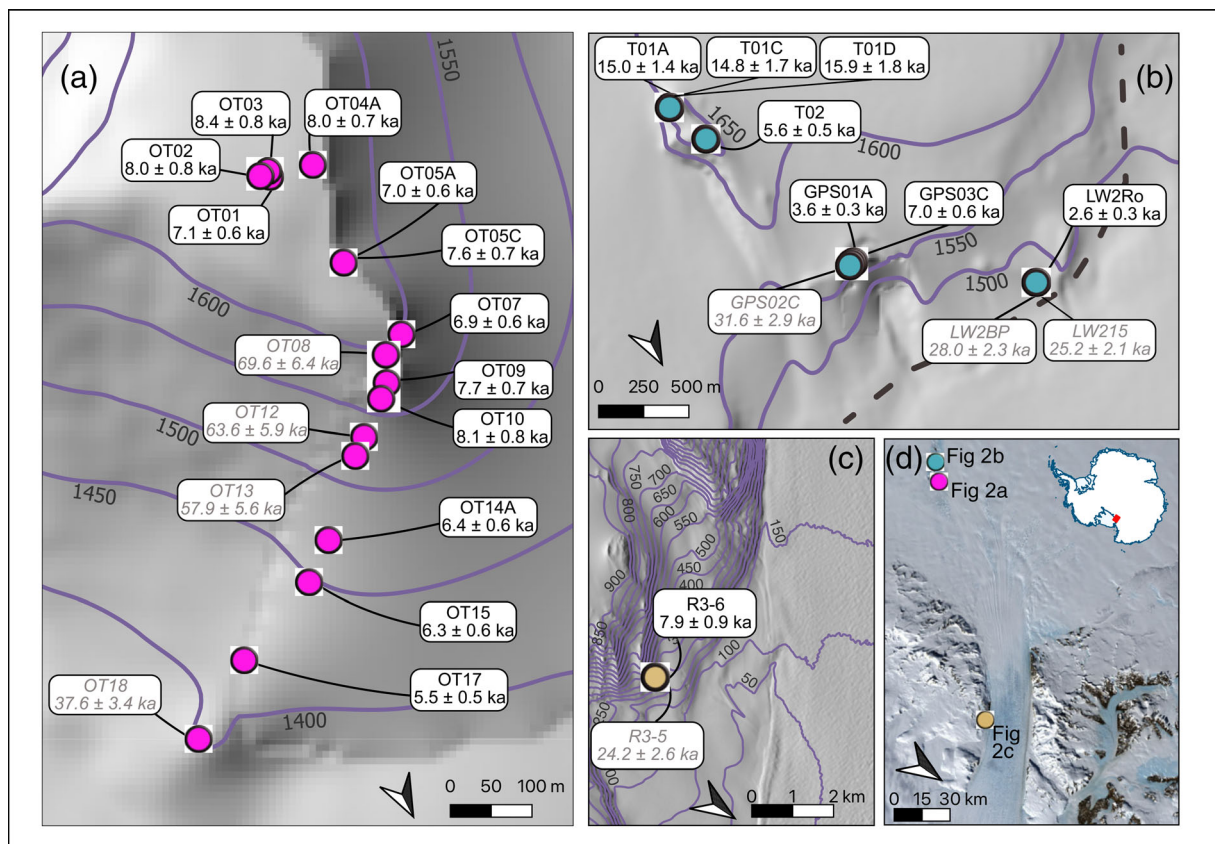 (a)
1550
OT03
8.4 ± 0.8 ka
OT04A
8.0 ± 0.7 ka
OT02
8.0 ± 0.8 ka
OT01
7.1 ± 0.6 ka
OT05A
7.0 ± 0.6 ka
OT05C
7.6 ± 0.7 ka
1600
OT07
6.9 ± 0.6 ka
OT08
69.6 ± 6.4 ka
OT09
7.7 ± 0.7 ka
OT10
8.1 ± 0.8 ka
OT12
63.6 ± 5.9 ka
1500
OT13
57.9 ± 5.6 ka
1450
OT14A
6.4 ± 0.6 ka
OT15
6.3 ± 0.6 ka
OT17
5.5 ± 0.5 ka
OT18
37.6 ± 3.4 ka
1400
0 50 100 m
(b)
T01A
15.0 ± 1.4 ka
T01C
14.8 ± 1.7 ka
T01D
15.9 ± 1.8 ka
1650
T02
5.6 ± 0.5 ka
1600
GPS01A
3.6 ± 0.3 ka
GPS03C
7.0 ± 0.6 ka
LW2Ro
2.6 ± 0.3 ka
1550
1500
GPS02C
31.6 ± 2.9 ka
LW2BP
28.0 ± 2.3 ka
LW215
25.2 ± 2.1 ka
0 250 500 m
(c)
750
700
650
800
600
550
500
150
450
400
900
R3-6
7.9 ± 0.9 ka
850
100
50
R3-5
24.2 ± 2.6 ka
0 1 2 km
(d)
Fig 2b
Fig 2a
Fig
2c
0 15 30 km